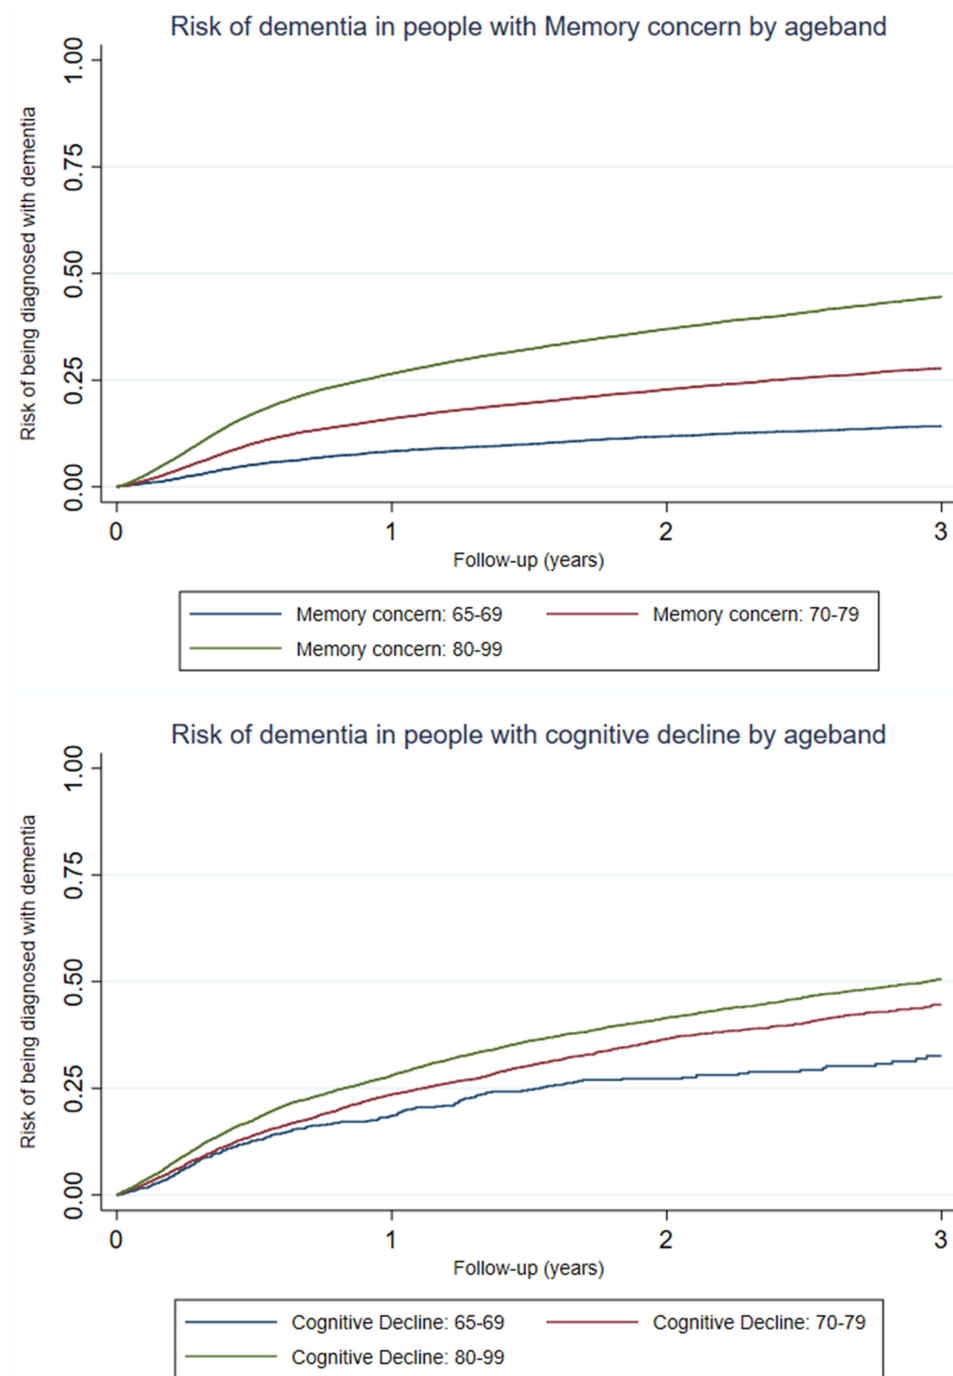 Risk of dementia in people with Memory concern by ageband
Risk of being diagnosed with dementia
1.00
0.75
0.50
0.25
0.00
0 1 2 3
Follow-up (years)
Memory concern: 65-69 Memory concern: 70-79
Memory concern: 80-99
Risk of dementia in people with cognitive decline by ageband
Risk of being diagnosed with dementia
1.00
0.75
0.50
0.25
0.00
0 1 2 3
Follow-up (years)
Cognitive Decline: 65-69 Cognitive Decline: 70-79
Cognitive Decline: 80-99